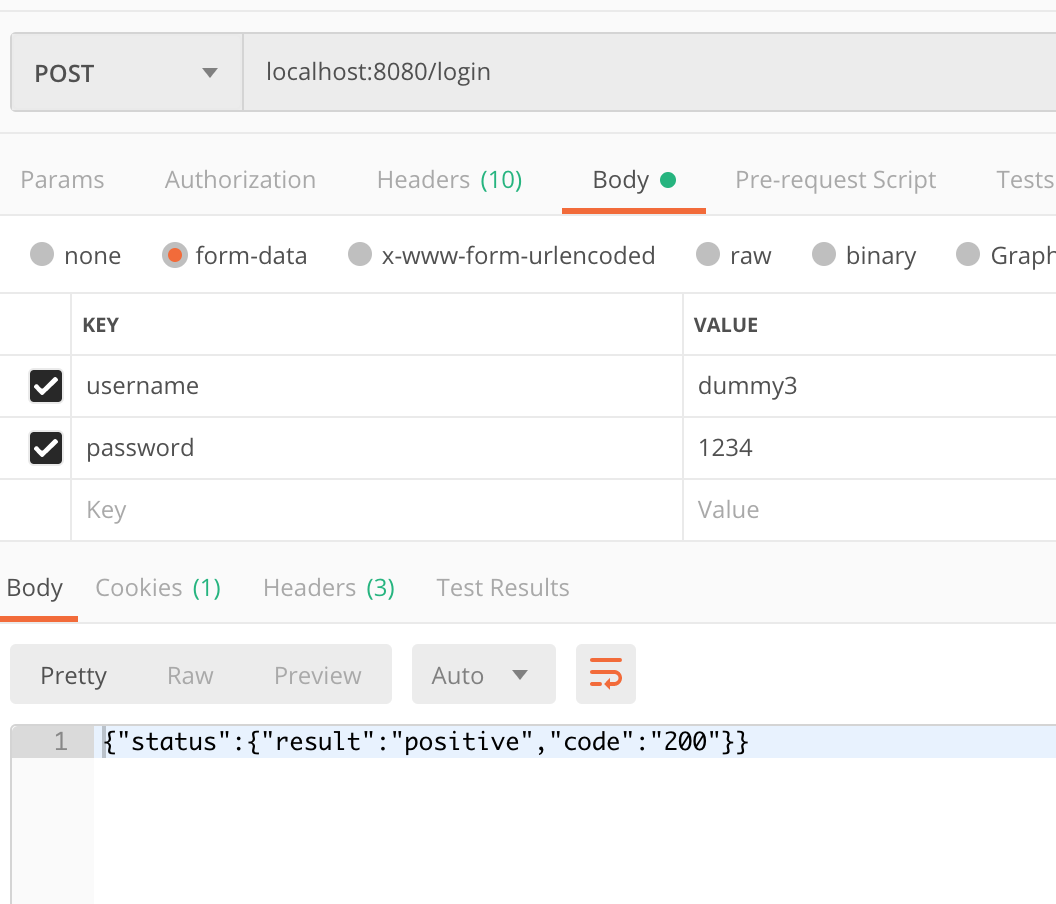 POST localhost:8080/login
Params Authorization Headers (10) Body Pre-request Script Tests
none form-data x-www-form-urlencoded raw binary Graph
KEY VALUE
username dummy3
password 1234
Key Value
Body Cookies (1) Headers (3) Test Results
Pretty Raw Preview Auto
1 {"status":{"result":"positive","code":"200"}}